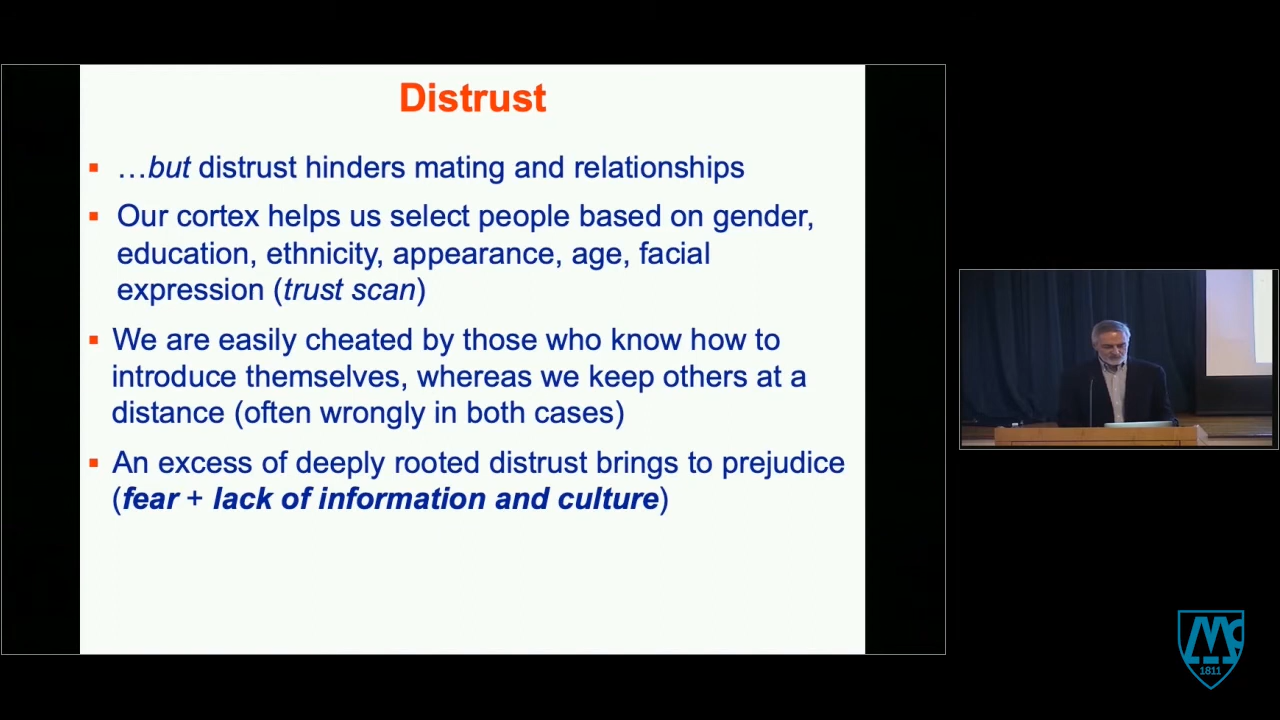 Distrust
▪ …but distrust hinders mating and relationships
▪ Our cortex helps us select people based on gender,
education, ethnicity, appearance, age, facial
expression (trust scan)
▪ We are easily cheated by those who know how to
introduce themselves, whereas we keep others at a
distance (often wrongly in both cases)
▪ An excess of deeply rooted distrust brings to prejudice
(fear + lack of information and culture)
1811